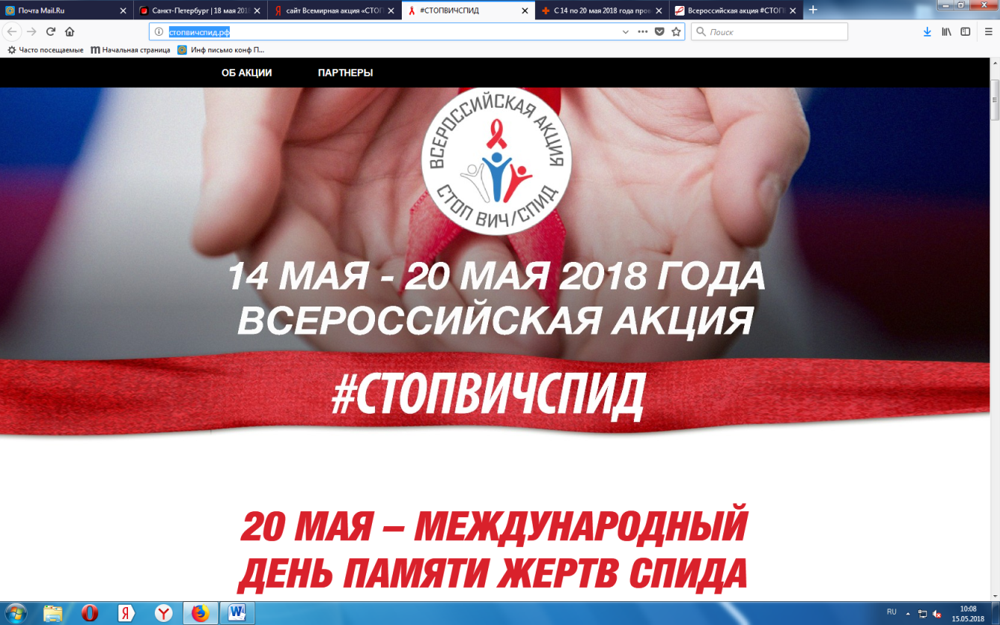 Почта Mail.Ru
Санкт-Петербург | 18 мая 2018
сайт Всемирная акция «СТОП
#СТОПВИЧСПИД
С 14 по 20 мая 2018 года про
Всероссийская акция #СТОП
стопвичспид.рф
Поиск
Часто посещаемые
Начальная страница
Инф письмо конф П...
ОБ АКЦИИ
ПАРТНЕРЫ
ВСЕРОССИЙСКАЯ АКЦИЯ
СТОП ВИЧ/СПИД
14 МАЯ - 20 МАЯ 2018 ГОДА
ВСЕРОССИЙСКАЯ АКЦИЯ
#СТОПВИЧСПИД
20 МАЯ – МЕЖДУНАРОДНЫЙ
ДЕНЬ ПАМЯТИ ЖЕРТВ СПИДА
RU
10:08
15.05.2018